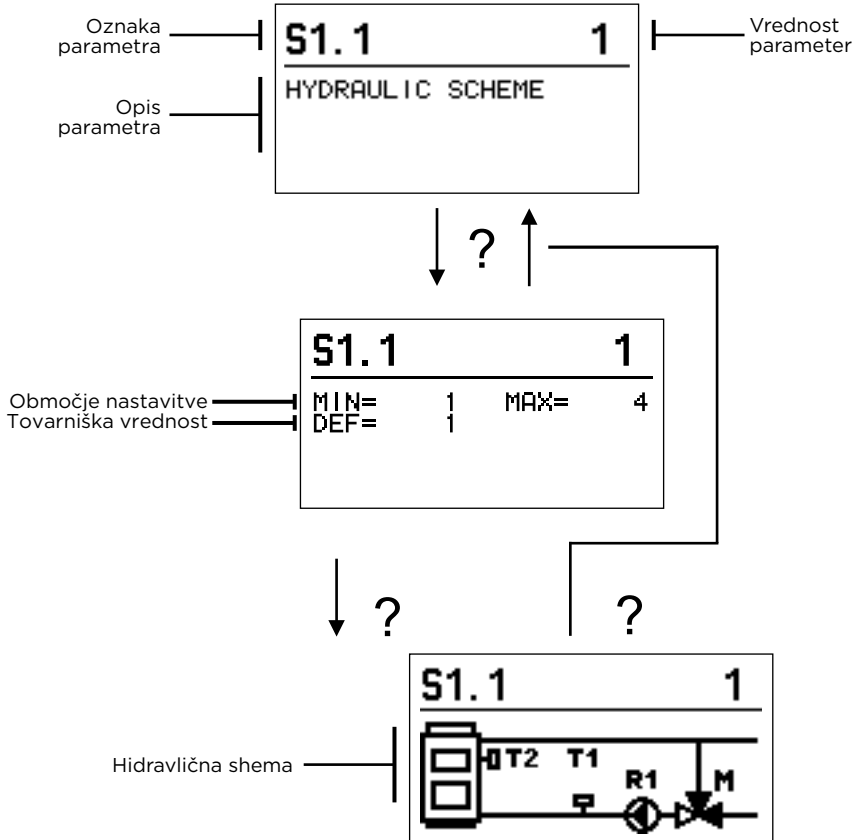 Oznaka
parametra
S1.1 1
Vrednost
parameter
HYDRAULIC SCHEME
Opis
parametra
?
S1.1 1
Območje nastavitve
MIN= 1 MAX= 4
Tovarniška vrednost
DEF= 1
? ?
S1.1 1
Hidravlična shema
T2 T1
R1 M